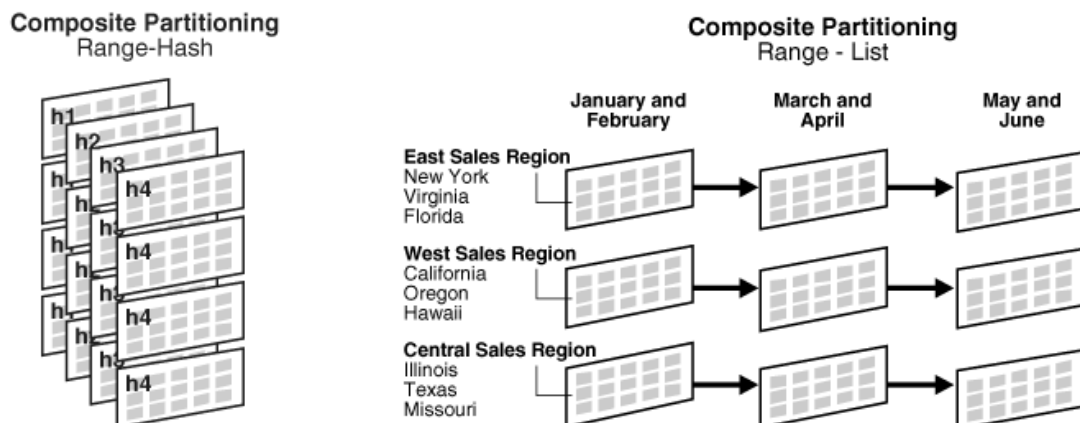 Composite Partitioning
Range-Hash
h1
h2
h3
h4
h4
h4
h4
Composite Partitioning
Range - List
January and
February
March and
April
May and
June
East Sales Region
New York
Virginia
Florida
West Sales Region
California
Oregon
Hawaii
Central Sales Region
Illinois
Texas
Missouri